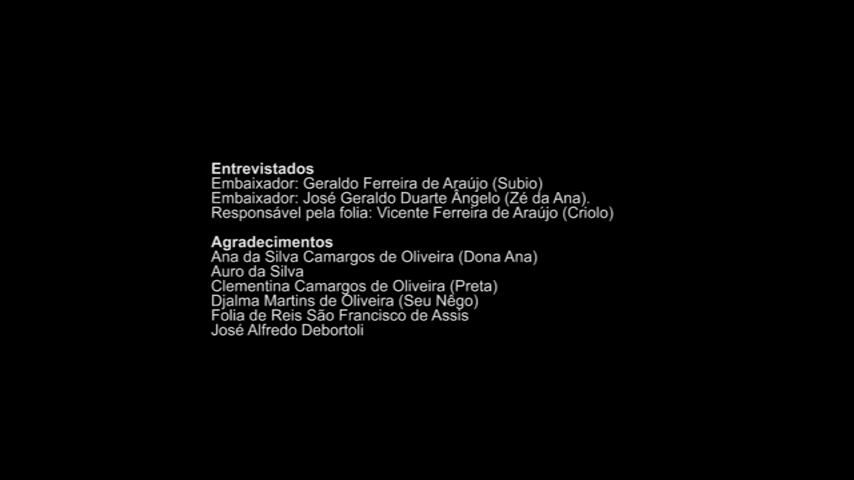 Entrevistados
Embaixador: Geraldo Ferreira de Araújo (Subio)
Embaixador: José Geraldo Duarte Ângelo (Zé da Ana).
Responsável pela folia: Vicente Ferreira de Araújo (Criolo)
Agradecimentos
Ana da Silva Camargos de Oliveira (Dona Ana)
Auro da Silva
Clementina Camargos de Oliveira (Preta)
Djalma Martins de Oliveira (Seu Nêgo)
Folia de Reis São Francisco de Assis
José Alfredo Debortoli